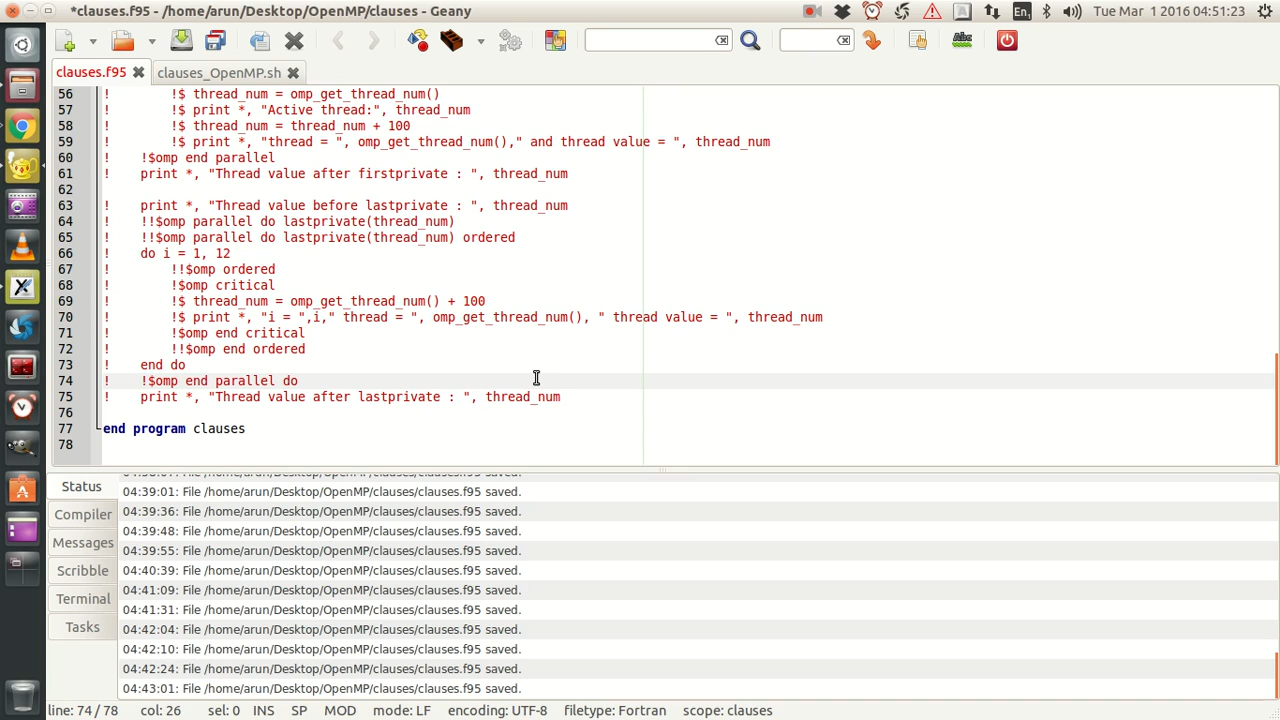 *clauses.f95 - /home/arun/Desktop/OpenMP/clauses - Geany
En1
Tue Mar 1 2016 04:51:23
clauses.f95
clauses_OpenMP.sh
56 ! !$ thread_num = omp_get_thread_num()
57 ! !$ print *, "Active thread:", thread_num
58 ! !$ thread_num = thread_num + 100
59 ! !$ print *, "thread = ", omp_get_thread_num()," and thread value = ", thread_num
60 ! !$omp end parallel
61 ! print *, "Thread value after firstprivate : ", thread_num
62
63 ! print *, "Thread value before lastprivate : ", thread_num
64 ! !!$omp parallel do lastprivate(thread_num)
65 ! !!$omp parallel do lastprivate(thread_num) ordered
66 ! do i = 1, 12
67 ! !!$omp ordered
68 ! !$omp critical
69 ! !$ thread_num = omp_get_thread_num() + 100
70 ! !$ print *, "i = ",i," thread = ", omp_get_thread_num(), " thread value = ", thread_num
71 ! !$omp end critical
72 ! !!$omp end ordered
73 ! end do
74 ! !$omp end parallel do
75 ! print *, "Thread value after lastprivate : ", thread_num
76
77 end program clauses
78
Status
Compiler
Messages
Scribble
Terminal
Tasks
04:39:01: File /home/arun/Desktop/OpenMP/clauses/clauses.f95 saved.
04:39:36: File /home/arun/Desktop/OpenMP/clauses/clauses.f95 saved.
04:39:48: File /home/arun/Desktop/OpenMP/clauses/clauses.f95 saved.
04:39:55: File /home/arun/Desktop/OpenMP/clauses/clauses.f95 saved.
04:40:39: File /home/arun/Desktop/OpenMP/clauses/clauses.f95 saved.
04:41:09: File /home/arun/Desktop/OpenMP/clauses/clauses.f95 saved.
04:41:31: File /home/arun/Desktop/OpenMP/clauses/clauses.f95 saved.
04:42:04: File /home/arun/Desktop/OpenMP/clauses/clauses.f95 saved.
04:42:10: File /home/arun/Desktop/OpenMP/clauses/clauses.f95 saved.
04:42:24: File /home/arun/Desktop/OpenMP/clauses/clauses.f95 saved.
04:43:01: File /home/arun/Desktop/OpenMP/clauses/clauses.f95 saved.
line: 74 / 78 col: 26 sel: 0 INS SP MOD mode: LF encoding: UTF-8 filetype: Fortran scope: clauses